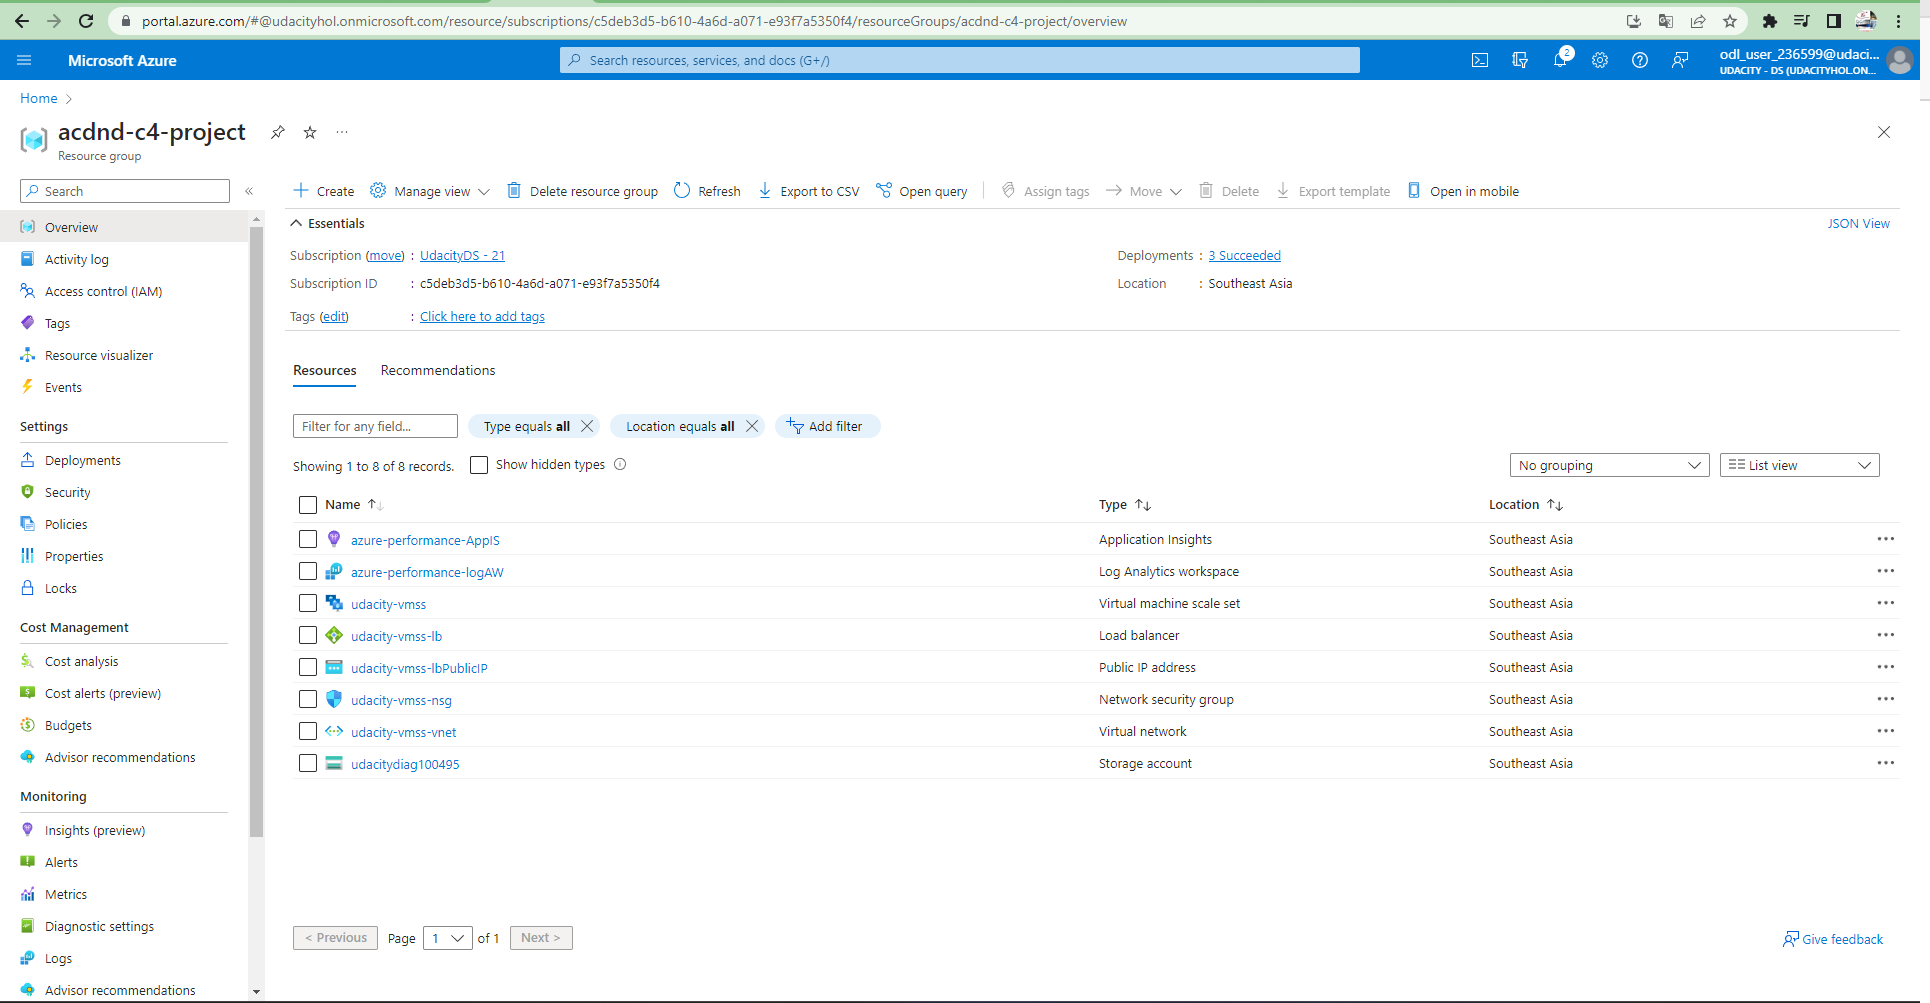 portal.azure.com/#@udacityhol.onmicrosoft.com/resource/subscriptions/c5deb3d5-b610-4a6d-a071-e93f7a5350f4/resourceGroups/acdnd-c4-project/overview
Microsoft Azure
Search resources, services, and docs (G+/)
2
odl_user_236599@udaci...
UDACITY - DS (UDACITYHOL.ON...
Home
acdnd-c4-project
Resource group
Search
Create
Manage view
Delete resource group
Refresh
Export to CSV
Open query
Assign tags
Move
Delete
Export template
Open in mobile
Overview
Activity log
Access control (IAM)
Tags
Resource visualizer
Events
Settings
Deployments
Security
Policies
Properties
Locks
Cost Management
Cost analysis
Cost alerts (preview)
Budgets
Advisor recommendations
Monitoring
Insights (preview)
Alerts
Metrics
Diagnostic settings
Logs
Advisor recommendations
Essentials
JSON View
Subscription (move) : UdacityDS - 21
Deployments : 3 Succeeded
Subscription ID : c5deb3d5-b610-4a6d-a071-e93f7a5350f4
Location : Southeast Asia
Tags (edit) : Click here to add tags
Resources Recommendations
Filter for any field...
Type equals all
Location equals all
Add filter
Showing 1 to 8 of 8 records.
Show hidden types
No grouping
List view
Name Type Location
azure-performance-AppIS Application Insights Southeast Asia
azure-performance-logAW Log Analytics workspace Southeast Asia
udacity-vmss Virtual machine scale set Southeast Asia
udacity-vmss-lb Load balancer Southeast Asia
udacity-vmss-lbPublicIP Public IP address Southeast Asia
udacity-vmss-nsg Network security group Southeast Asia
udacity-vmss-vnet Virtual network Southeast Asia
udacitydiag100495 Storage account Southeast Asia
< Previous Page 1 of 1 Next >
Give feedback